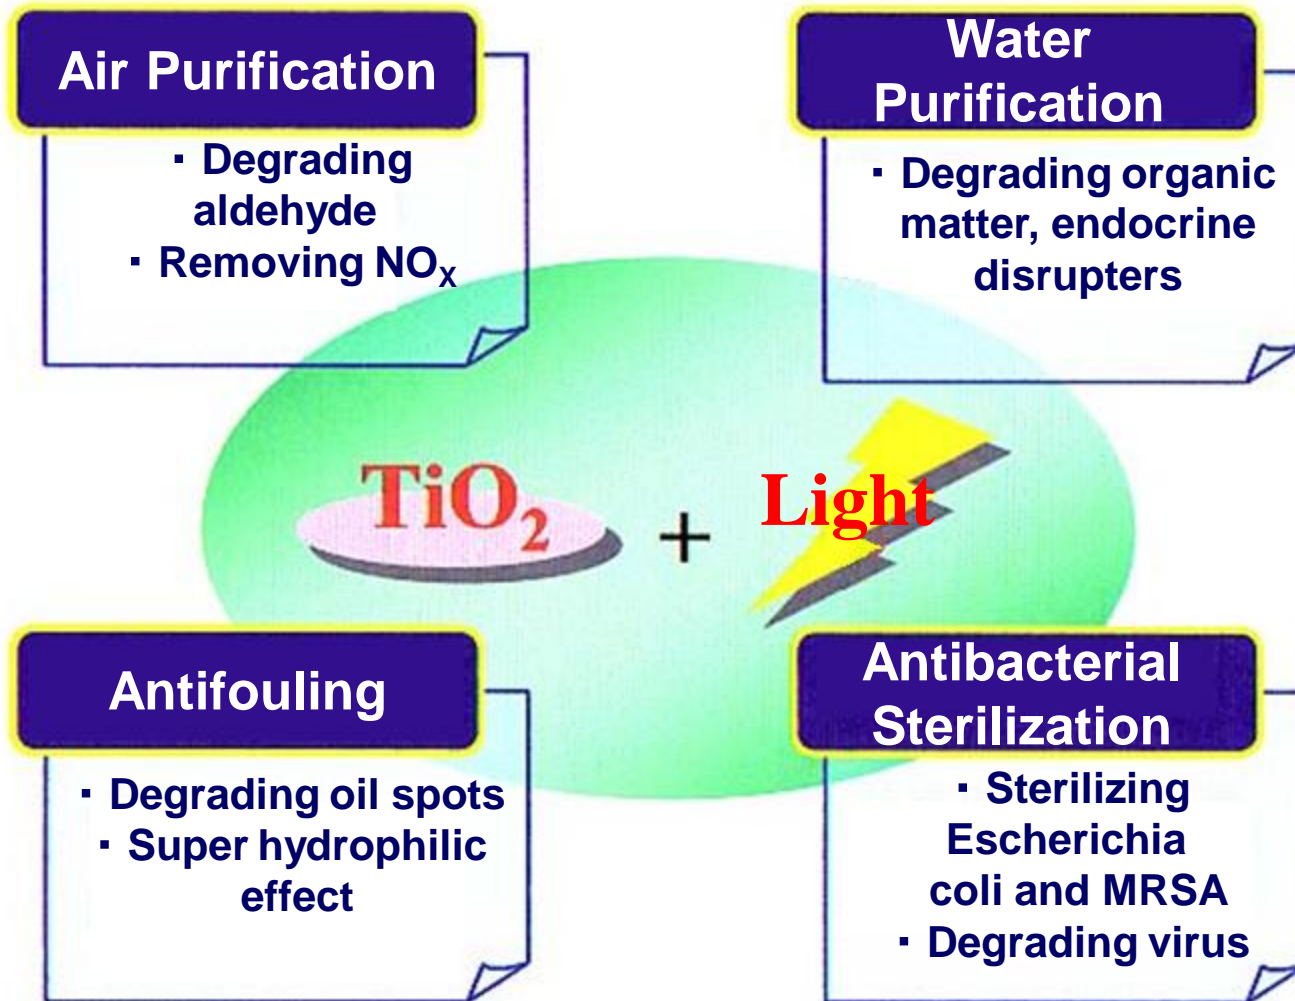 Air Purification
▪ Degrading
aldehyde
▪ Removing NOX
Water
Purification
▪ Degrading organic
matter, endocrine
disrupters
TiO2 + Light
Antifouling
▪ Degrading oil spots
▪ Super hydrophilic
effect
Antibacterial
Sterilization
▪ Sterilizing
Escherichia
coli and MRSA
▪ Degrading virus